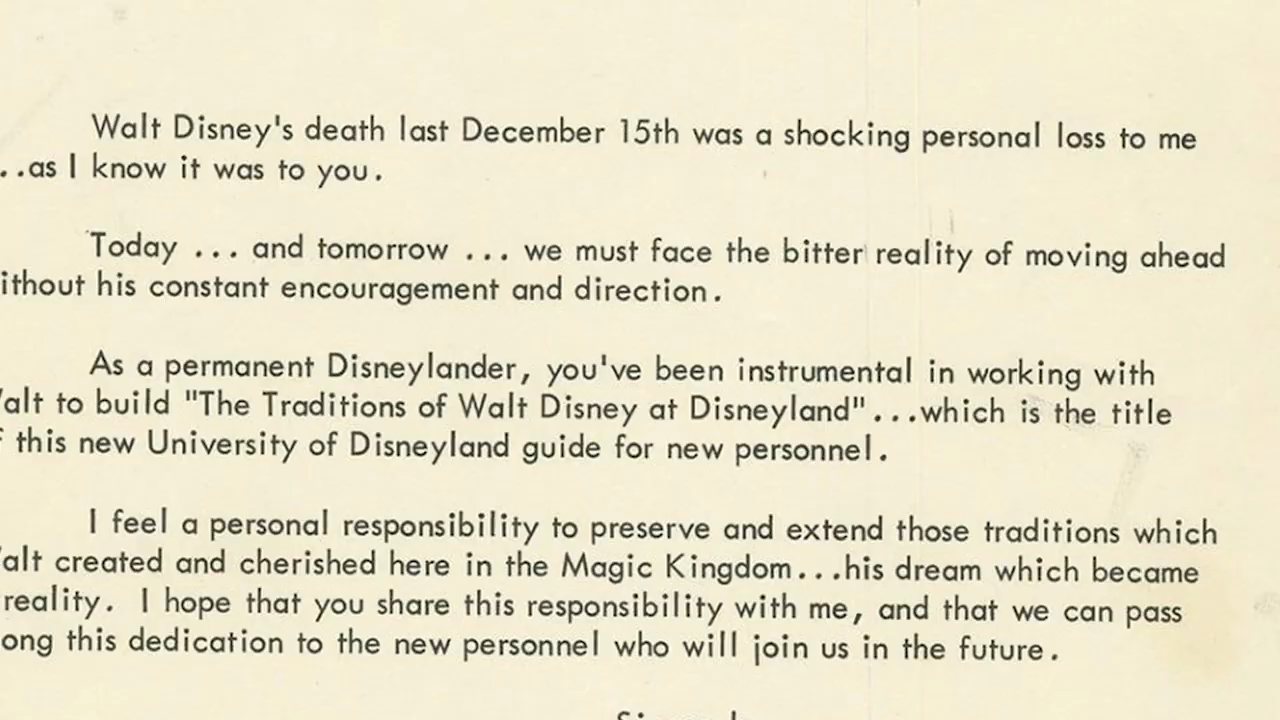 Walt Disney's death last December 15th was a shocking personal loss to me
..as I know it was to you.
Today ... and tomorrow ... we must face the bitter reality of moving ahead
ithout his constant encouragement and direction.
As a permanent Disneylander, you've been instrumental in working with
alt to build "The Traditions of Walt Disney at Disneyland"...which is the title
this new University of Disneyland guide for new personnel.
I feel a personal responsibility to preserve and extend those traditions which
alt created and cherished here in the Magic Kingdom...his dream which became
reality. I hope that you share this responsibility with me, and that we can pass
ong this dedication to the new personnel who will join us in the future.